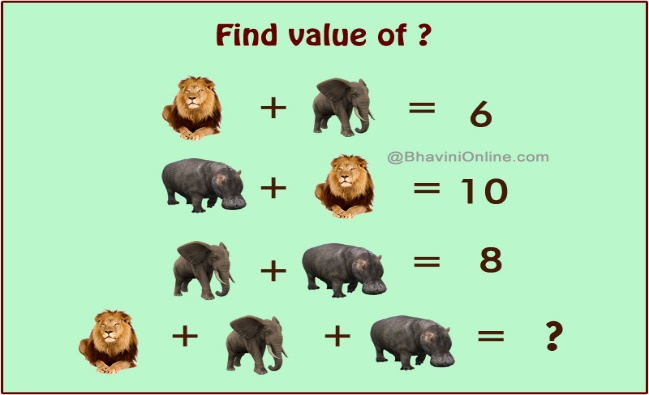 Find value of ?
+ = 6
@BhaviniOnline.com
+ = 10
+ = 8
+ + = ?